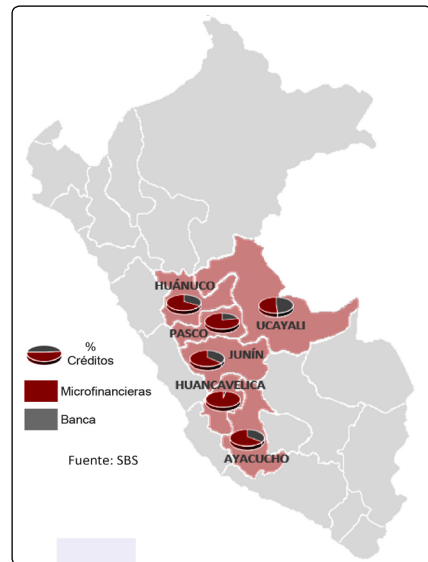 HUÁNUCO
PASCO
UCAYALI
JUNÍN
HUANCAVELICA
AYACUCHO
%
Créditos
Microfinancieras
Banca
Fuente: SBS